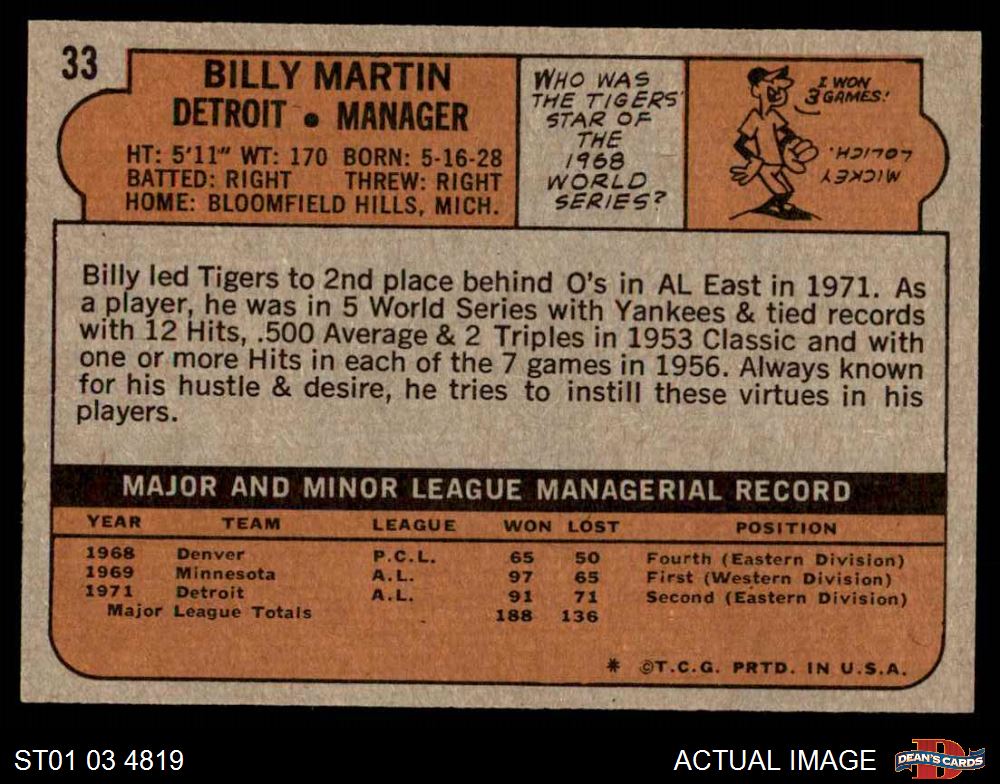 33
BILLY MARTIN
DETROIT • MANAGER
HT: 5'11" WT: 170 BORN: 5-16-28
BATTED: RIGHT THREW: RIGHT
HOME: BLOOMFIELD HILLS, MICH.
WHO WAS
THE TIGERS'
STAR OF
THE
1968
WORLD
SERIES?
I WON
3 GAMES!
MICKEY
LOLICH.
Billy led Tigers to 2nd place behind O's in AL East in 1971. As
a player, he was in 5 World Series with Yankees & tied records
with 12 Hits, .500 Average & 2 Triples in 1953 Classic and with
one or more Hits in each of the 7 games in 1956. Always known
for his hustle & desire, he tries to instill these virtues in his
players.
MAJOR AND MINOR LEAGUE MANAGERIAL RECORD
YEAR TEAM LEAGUE WON LOST POSITION
1968 Denver P.C.L. 65 50 Fourth (Eastern Division)
1969 Minnesota A.L. 97 65 First (Western Division)
1971 Detroit A.L. 91 71 Second (Eastern Division)
Major League Totals 188 136
* ©T.C.G. PRTD. IN U.S.A.
ST01 03 4819
ACTUAL IMAGE
D
DEAN'S CARDS